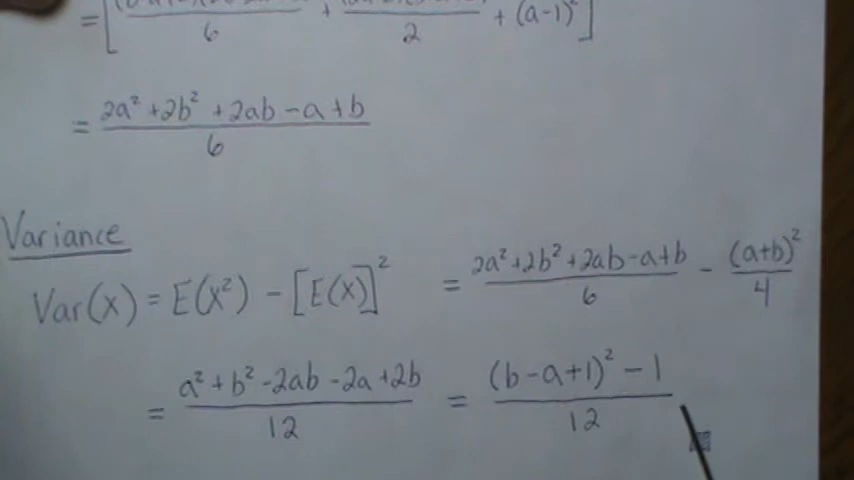 = [ 6 + 2 + (a-1)² ]
= (2a² + 2b² + 2ab - a + b) / 6
Variance
Var(X) = E(X²) - [E(X)]² = (2a² + 2b² + 2ab - a + b) / 6 - (a+b)² / 4
= (a² + b² - 2ab - 2a + 2b) / 12 = ((b - a + 1)² - 1) / 12